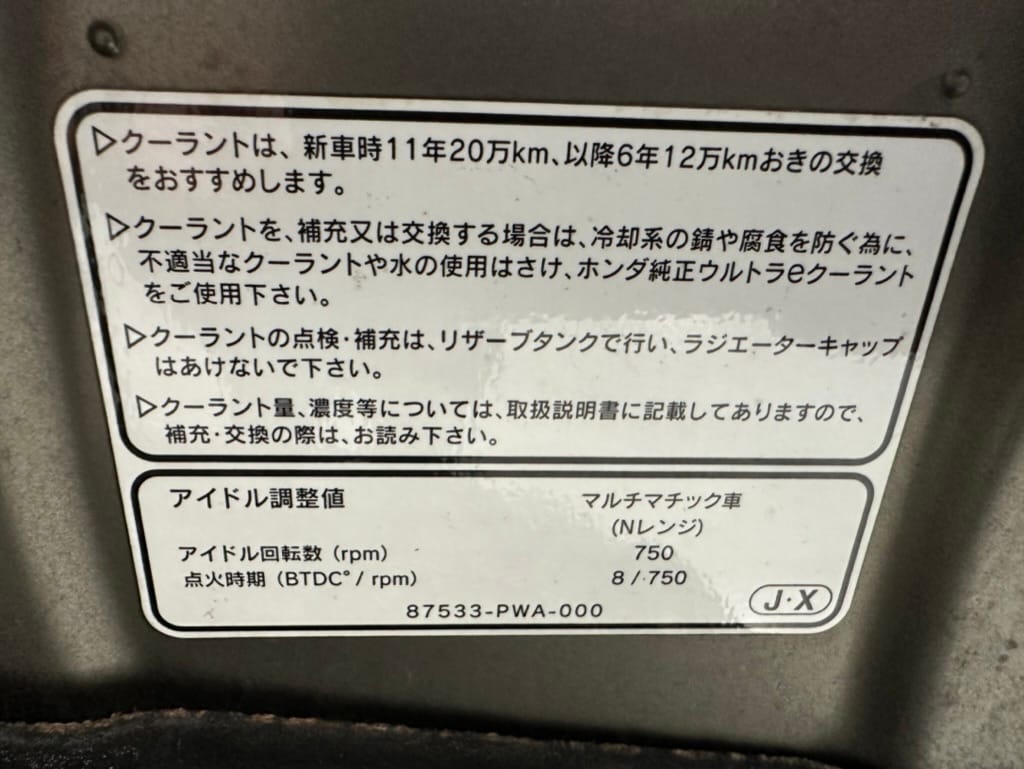 ▷クーラントは、新車時11年20万km、以降6年12万kmおきの交換
をおすすめします。
▷クーラントを、補充又は交換する場合は、冷却系の錆や腐食を防ぐ為に、
不適当なクーラントや水の使用はさけ、ホンダ純正ウルトラeクーラント
をご使用下さい。
▷クーラントの点検・補充は、リザーブタンクで行い、ラジエーターキャップ
はあけないで下さい。
▷クーラント量、濃度等については、取扱説明書に記載してありますので、
補充・交換の際は、お読み下さい。
アイドル調整値 マルチマチック車
(Nレンジ)
アイドル回転数 (rpm) 750
点火時期 (BTDC°/ rpm) 8 / 750
87533-PWA-000
J・X